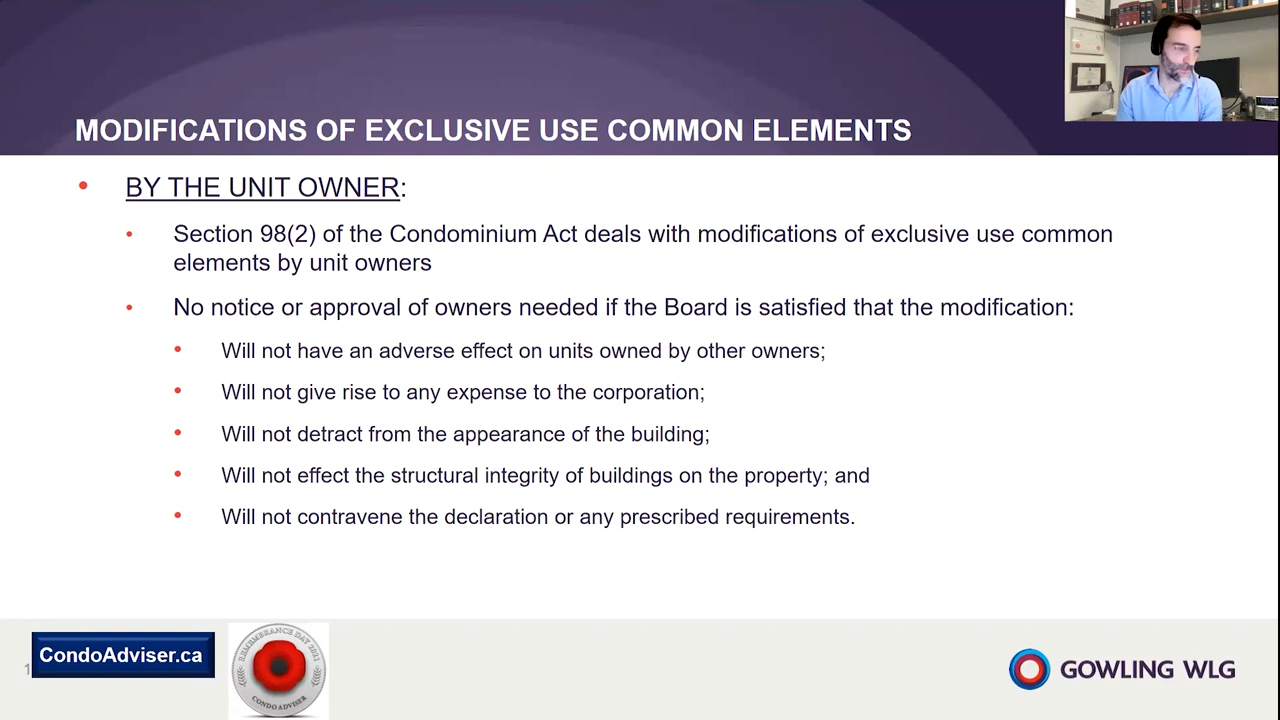 MODIFICATIONS OF EXCLUSIVE USE COMMON ELEMENTS
BY THE UNIT OWNER:
Section 98(2) of the Condominium Act deals with modifications of exclusive use common
elements by unit owners
No notice or approval of owners needed if the Board is satisfied that the modification:
Will not have an adverse effect on units owned by other owners;
Will not give rise to any expense to the corporation;
Will not detract from the appearance of the building;
Will not effect the structural integrity of buildings on the property; and
Will not contravene the declaration or any prescribed requirements.
CondoAdviser.ca
REMEMBRANCE DAY 2021
CONDOADVISER
GOWLING WLG